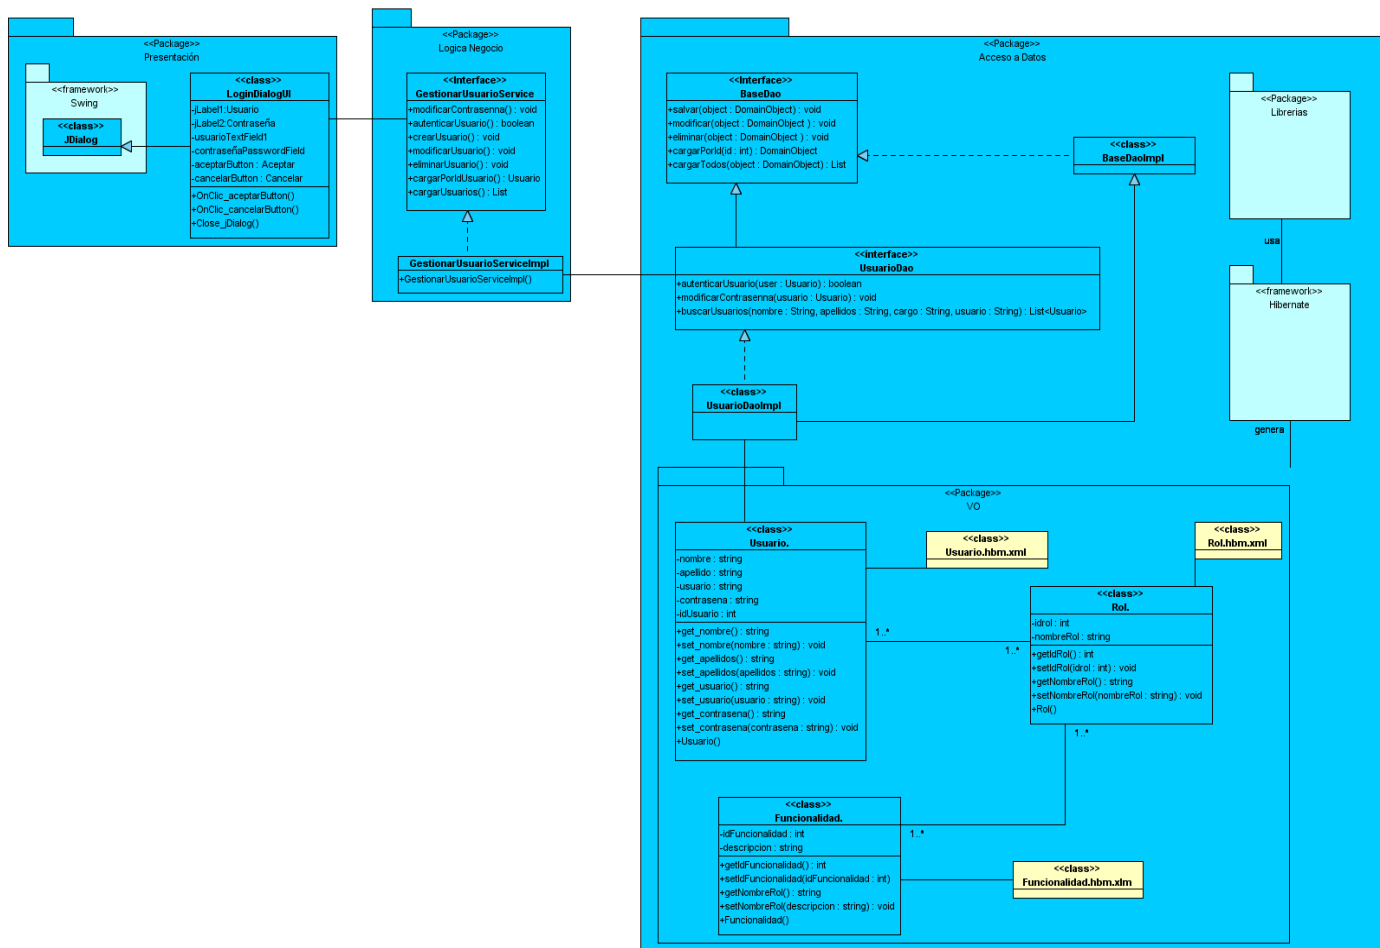 <<Package>>
Presentación
<<framework>>
Swing
<<class>>
JDialog
<<class>>
LoginDialogUI
-jLabel1:Usuario
-jLabel2:Contraseña
-usuarioTextField1
-contraseñaPasswordField
-aceptarButton : Aceptar
-cancelarButton : Cancelar
+OnClic_aceptarButton()
+OnClic_cancelarButton()
+Close_jDialog()
<<Package>>
Logica Negocio
<<Interface>>
GestionarUsuarioService
+modificarContrasenna() : void
+autenticarUsuario() : boolean
+crearUsuario() : void
+modificarUsuario() : void
+eliminarUsuario() : void
+cargarPorIdUsuario() : Usuario
+cargarUsuarios() : List
GestionarUsuarioServiceImpl
+GestionarUsuarioServiceImpl()
<<Package>>
Acceso a Datos
<<Interface>>
BaseDao
+salvar(object : DomainObject) : void
+modificar(object : DomainObject ) : void
+eliminar(object : DomainObject ) : void
+cargarPorId(id : int) : DomainObject
+cargarTodos(object : DomainObject) : List
<<class>>
BaseDaoImpl
<<Package>>
Librerias
usa
<<framework>>
Hibernate
genera
<<interface>>
UsuarioDao
+autenticarUsuario(user : Usuario) : boolean
+modificarContrasenna(usuario : Usuario) : void
+buscarUsuarios(nombre : String, apellidos : String, cargo : String, usuario : String) : List<Usuario>
<<class>>
UsuarioDaoImpl
<<Package>>
VO
<<class>>
Usuario.
-nombre : string
-apellido : string
-usuario : string
-contrasena : string
-idUsuario : int
+get_nombre() : string
+set_nombre(nombre : string) : void
+get_apellidos() : string
+set_apellidos(apellidos : string) : void
+get_usuario() : string
+set_usuario(usuario : string) : void
+get_contrasena() : string
+set_contrasena(contrasena : string) : void
+Usuario()
<<class>>
Usuario.hbm.xml
<<class>>
Rol.hbm.xml
<<class>>
Rol.
-idrol : int
-nombreRol : string
+getIdRol() : int
+setIdRol(idrol : int) : void
+getNombreRol() : string
+setNombreRol(nombreRol : string) : void
+Rol()
1..*
1..*
1..*
1..*
<<class>>
Funcionalidad.
-idFuncionalidad : int
-descripcion : string
+getIdFuncionalidad() : int
+setIdFuncionalidad(idFuncionalidad : int)
+getNombreRol() : string
+setNombreRol(descripcion : string) : void
+Funcionalidad()
<<class>>
Funcionalidad.hbm.xlm